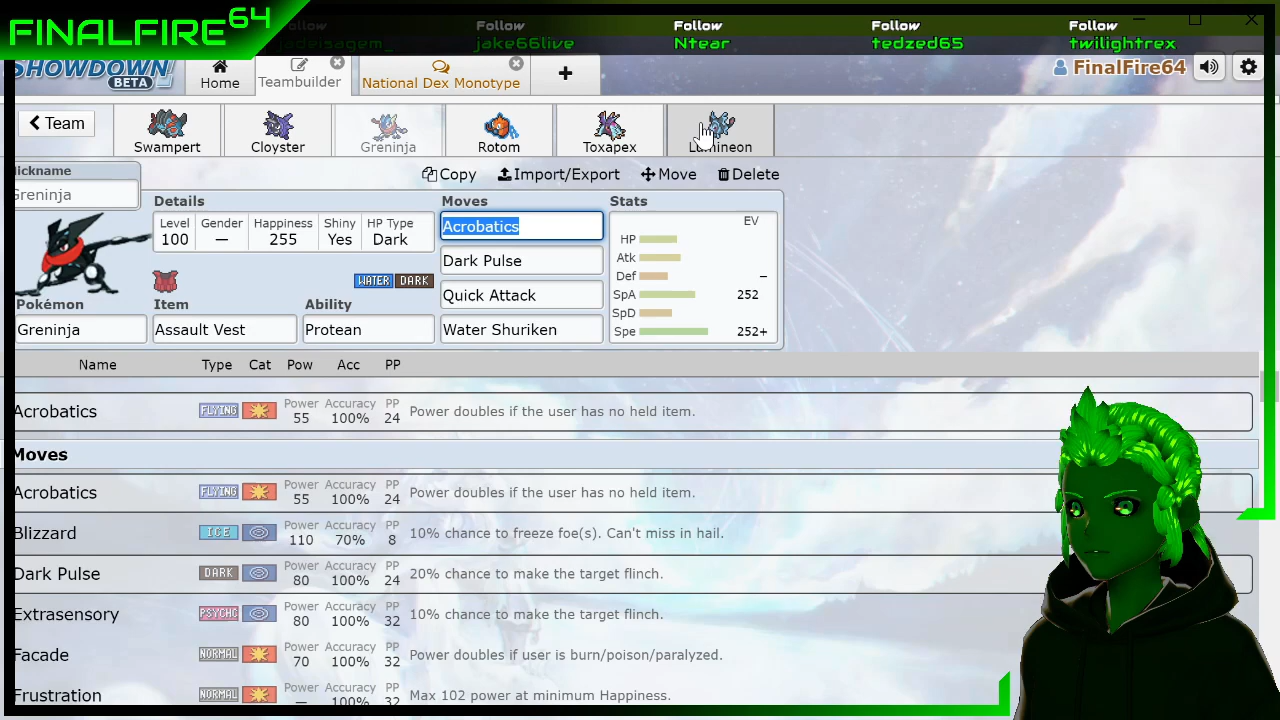 FINALFIRE64
Follow Follow Follow Follow Follow
jadeisagem_ jake66live Ntear tedzed65 twilightrex
SHOWDOWN
BETA
Home
Teambuilder
National Dex Monotype
+
FinalFire64
< Team
Swampert Cloyster Greninja Rotom Toxapex Lumineon
Nickname
Greninja
Copy Import/Export Move Delete
Details
Level Gender Happiness Shiny HP Type
100 — 255 Yes Dark
WATER DARK
Pokémon Item Ability
Greninja Assault Vest Protean
Moves
Acrobatics
Dark Pulse
Quick Attack
Water Shuriken
Stats
EV
HP
Atk
Def –
SpA 252
SpD
Spe 252+
Name Type Cat Pow Acc PP
Acrobatics FLYING Power 55 Accuracy 100% PP 24 Power doubles if the user has no held item.
Moves
Acrobatics FLYING Power 55 Accuracy 100% PP 24 Power doubles if the user has no held item.
Blizzard ICE Power 110 Accuracy 70% PP 8 10% chance to freeze foe(s). Can't miss in hail.
Dark Pulse DARK Power 80 Accuracy 100% PP 24 20% chance to make the target flinch.
Extrasensory PSYCHC Power 80 Accuracy 100% PP 32 10% chance to make the target flinch.
Facade NORMAL Power 70 Accuracy 100% PP 32 Power doubles if user is burn/poison/paralyzed.
Frustration NORMAL Power — Accuracy 100% PP 32 Max 102 power at minimum Happiness.